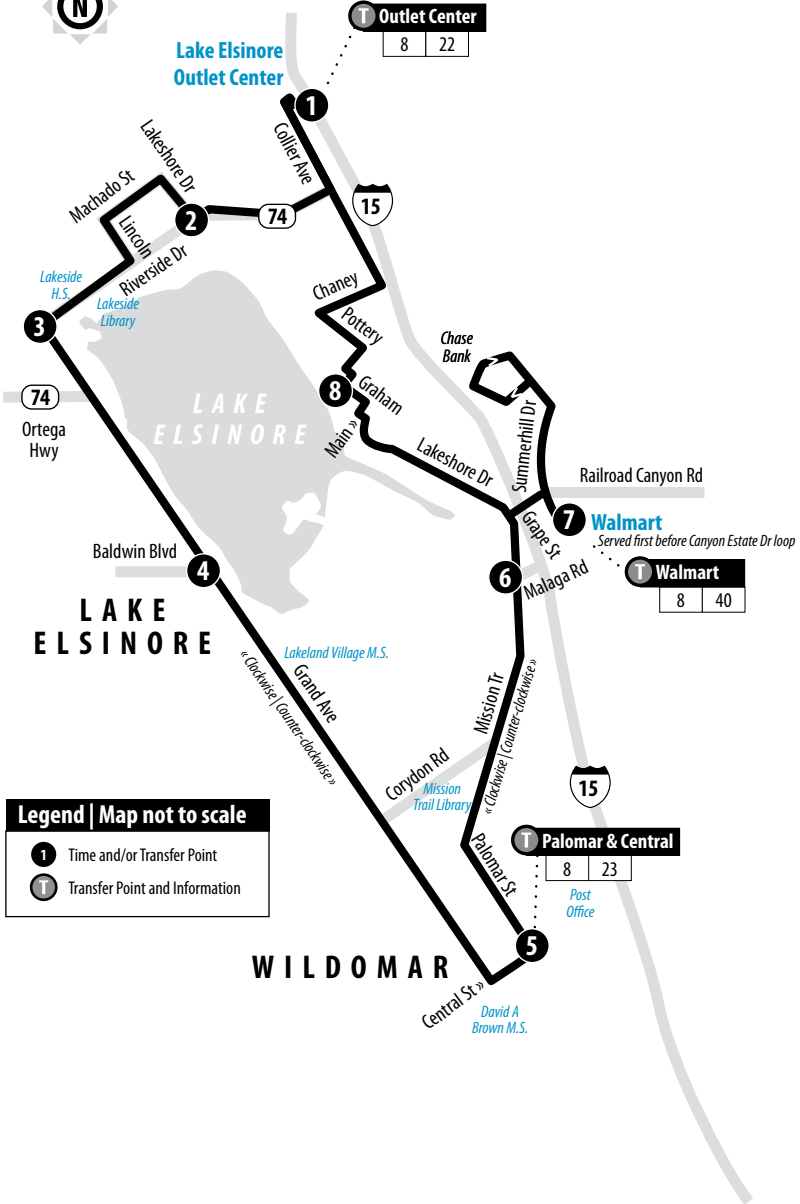 N
T Outlet Center
8 22
Lake Elsinore
Outlet Center
1
Collier Ave
Lakeshore Dr
Machado St
15
2
74
Lincoln
Riverside Dr
Lakeside
H.S.
Lakeside
Library
3
Chaney
Pottery
Chase
Bank
8
Graham
74
Ortega
Hwy
LAKE
ELSINORE
Main »
Lakeshore Dr
Summerhill Dr
Railroad Canyon Rd
Grape St
7
Walmart
Served first before Canyon Estate Dr loop
T Walmart
8 40
Baldwin Blvd
4
6
Malaga Rd
LAKE
ELSINORE
Lakeland Village M.S.
Grand Ave
« Clockwise | Counter-clockwise »
Mission Tr
« Clockwise | Counter-clockwise »
Corydon Rd
Mission
Trail Library
15
Legend | Map not to scale
1 Time and/or Transfer Point
T Transfer Point and Information
Palomar St
T Palomar & Central
8 23
Post
Office
5
WILDOMAR
Central St »
David A
Brown M.S.